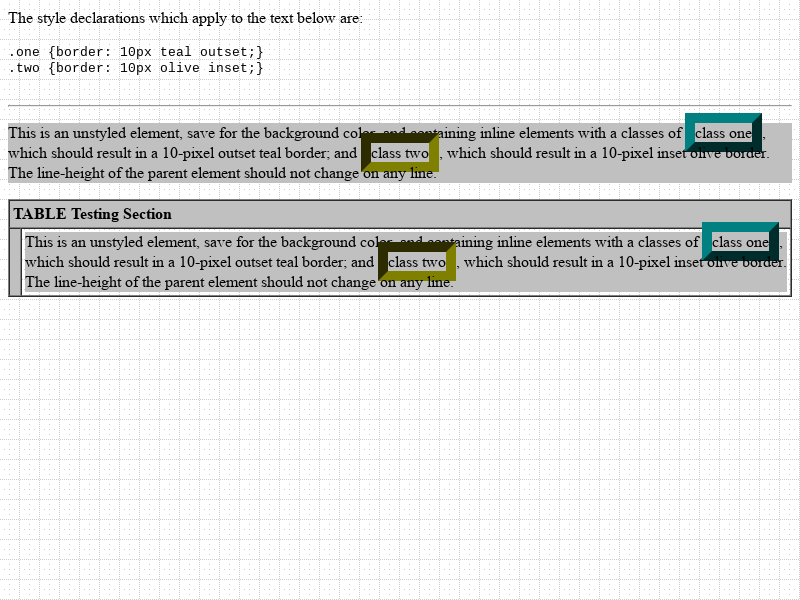 The style declarations which apply to the text below are:
.one {border: 10px teal outset;}
.two {border: 10px olive inset;}
This is an unstyled element, save for the background color, and containing inline elements with a classes of class one,
which should result in a 10-pixel outset teal border; and class two, which should result in a 10-pixel inset olive border.
The line-height of the parent element should not change on any line.
TABLE Testing Section
This is an unstyled element, save for the background color, and containing inline elements with a classes of class one,
which should result in a 10-pixel outset teal border; and class two, which should result in a 10-pixel inset olive border.
The line-height of the parent element should not change on any line.